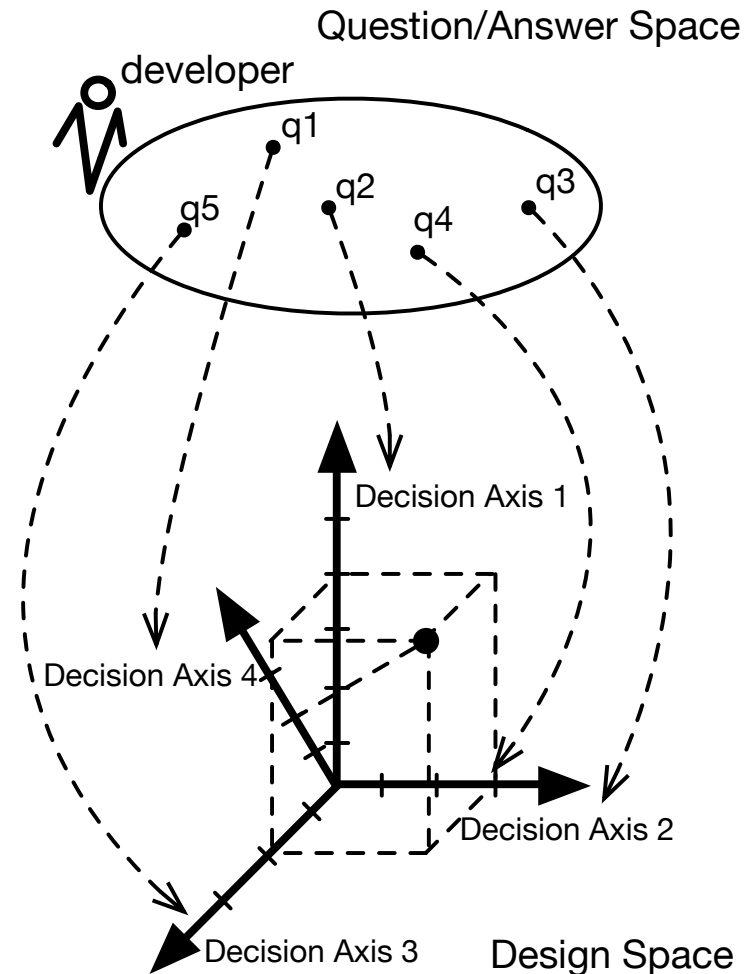 Question/Answer Space
developer
q1
q2
q3
q5
q4
Decision Axis 1
Decision Axis 4
Decision Axis 2
Decision Axis 3
Design Space